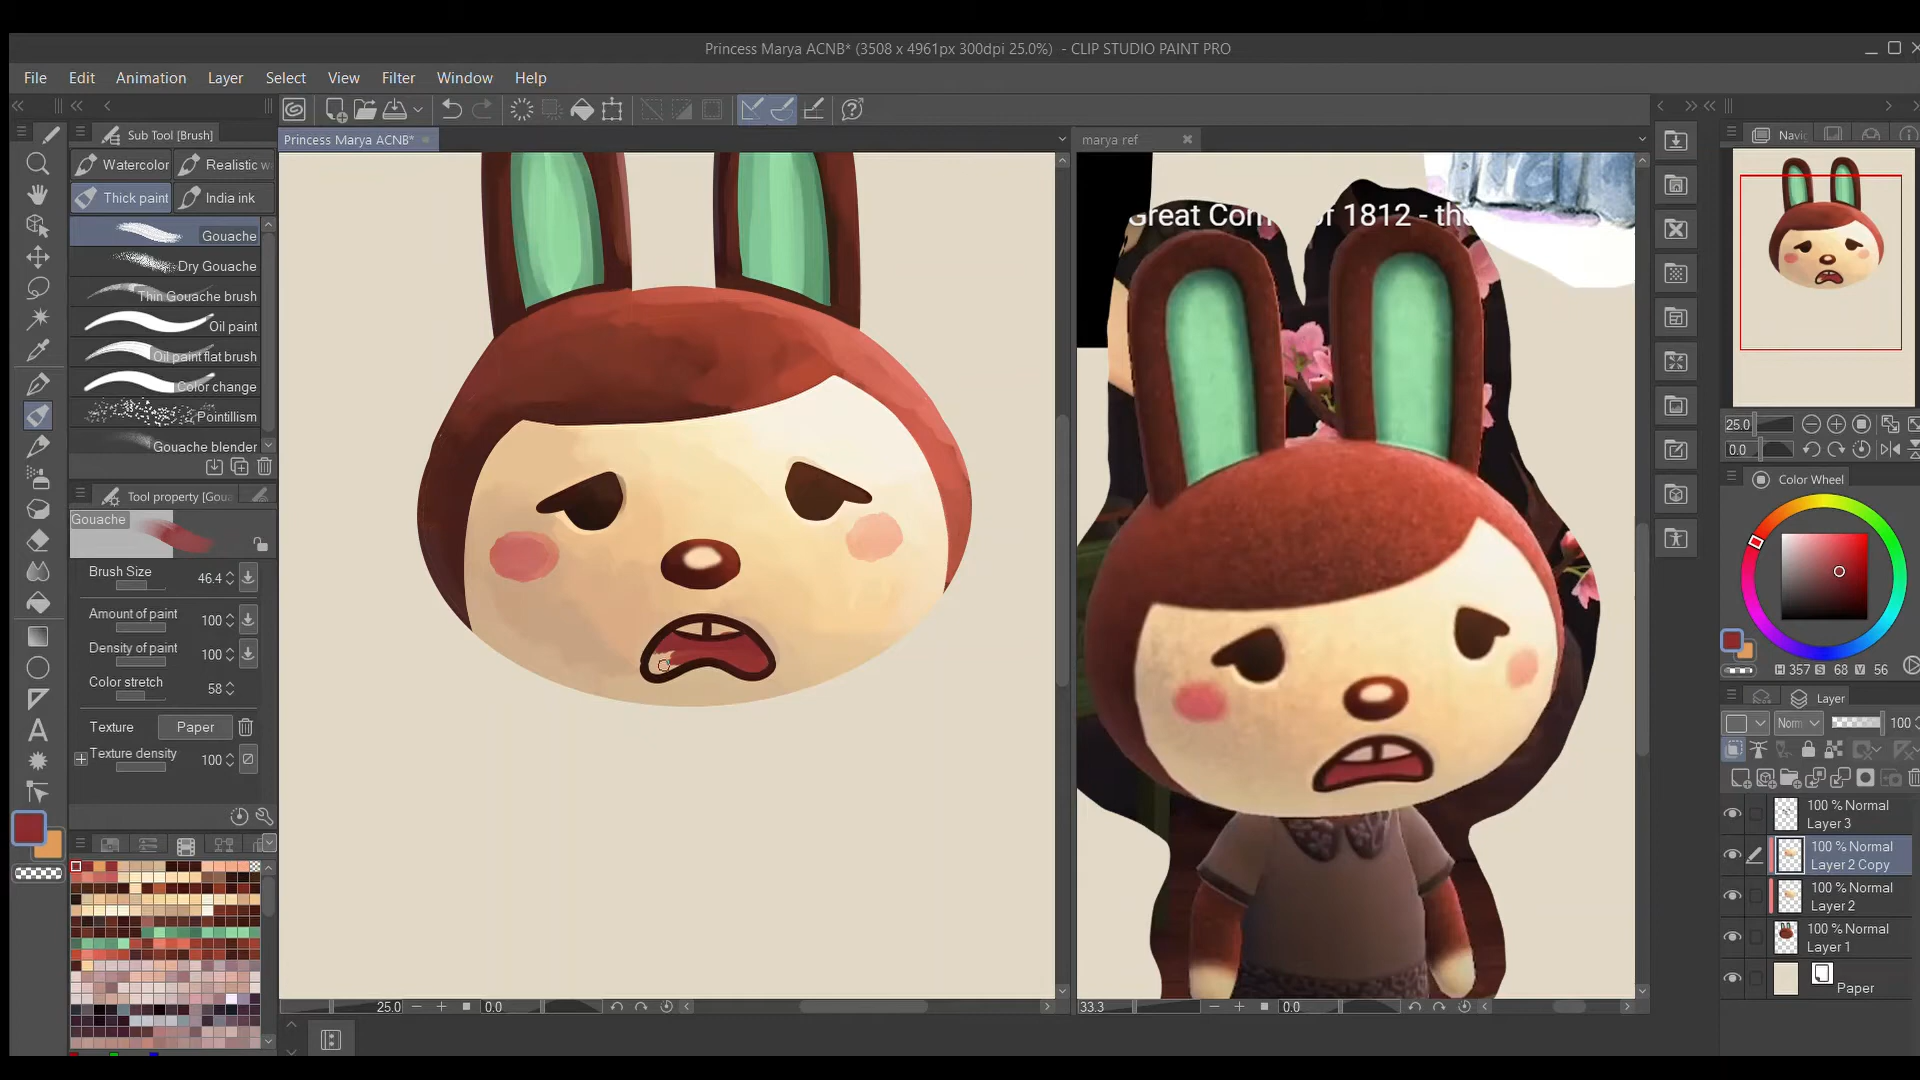 Princess Marya ACNB* (3508 x 4961px 300dpi 25.0%) - CLIP STUDIO PAINT PRO
File Edit Animation Layer Select View Filter Window Help
Sub Tool [Brush]
Princess Marya ACNB*
marya ref
Navi
Watercolor
Realistic w
Thick paint
India ink
Gouache
Dry Gouache
Thin Gouache brush
Oil paint
Oil paint flat brush
Color change
Pointillism
Gouache blender
Tool property [Goua
Gouache
Brush Size 46.4
Amount of paint 100
Density of paint 100
Color stretch 58
Texture Paper
Texture density 100
Great Com of 1812 - the
25.0
0.0
Color Wheel
H 357 S 68 V 56
Layer
Norm 100
100 % Normal
Layer 3
100 % Normal
Layer 2 Copy
100 % Normal
Layer 2
100 % Normal
Layer 1
Paper
25.0 0.0
33.3 0.0